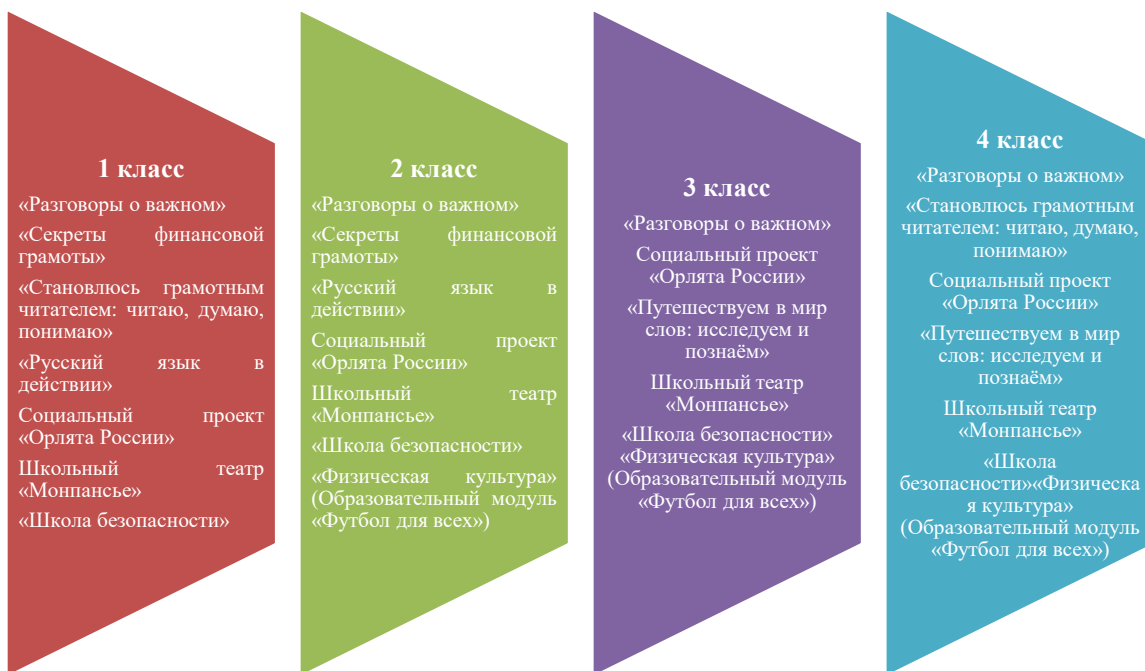 1 класс
«Разговоры о важном»
«Секреты финансовой
грамоты»
«Становлюсь грамотным
читателем: читаю, думаю,
понимаю»
«Русский язык в
действии»
Социальный проект
«Орлята России»
Школьный театр
«Монпансье»
«Школа безопасности»
2 класс
«Разговоры о важном»
«Секреты финансовой
грамоты»
«Русский язык в
действии»
Социальный проект
«Орлята России»
Школьный театр
«Монпансье»
«Школа безопасности»
«Физическая культура»
(Образовательный модуль
«Футбол для всех»)
3 класс
«Разговоры о важном»
Социальный проект
«Орлята России»
«Путешествуем в мир
слов: исследуем и
познаём»
Школьный театр
«Монпансье»
«Школа безопасности»
«Физическая культура»
(Образовательный модуль
«Футбол для всех»)
4 класс
«Разговоры о важном»
«Становлюсь грамотным
читателем: читаю, думаю,
понимаю»
Социальный проект
«Орлята России»
«Путешествуем в мир
слов: исследуем и
познаём»
Школьный театр
«Монпансье»
«Школа
безопасности»«Физическа
я культура»
(Образовательный модуль
«Футбол для всех»)